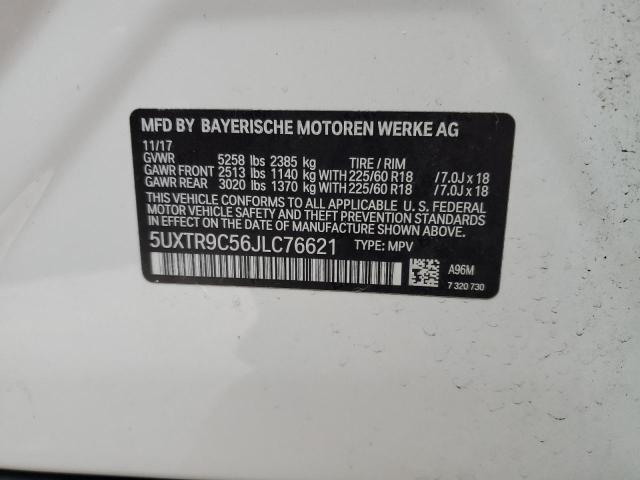 MFD BY BAYERISCHE MOTOREN WERKE AG
11/17
GVWR 5258 lbs 2385 kg TIRE / RIM
GAWR FRONT 2513 lbs 1140 kg WITH 225/60 R18 /7.0J x 18
GAWR REAR 3020 lbs 1370 kg WITH 225/60 R18 /7.0J x 18
THIS VEHICLE CONFORMS TO ALL APPLICABLE U. S. FEDERAL
MOTOR VEHICLE SAFETY AND THEFT PREVENTION STANDARDS
IN EFFECT ON THE DATE OF MANUFACTURE SHOWN ABOVE.
5UXTR9C56JLC76621 TYPE: MPV
A96M
7 320 730